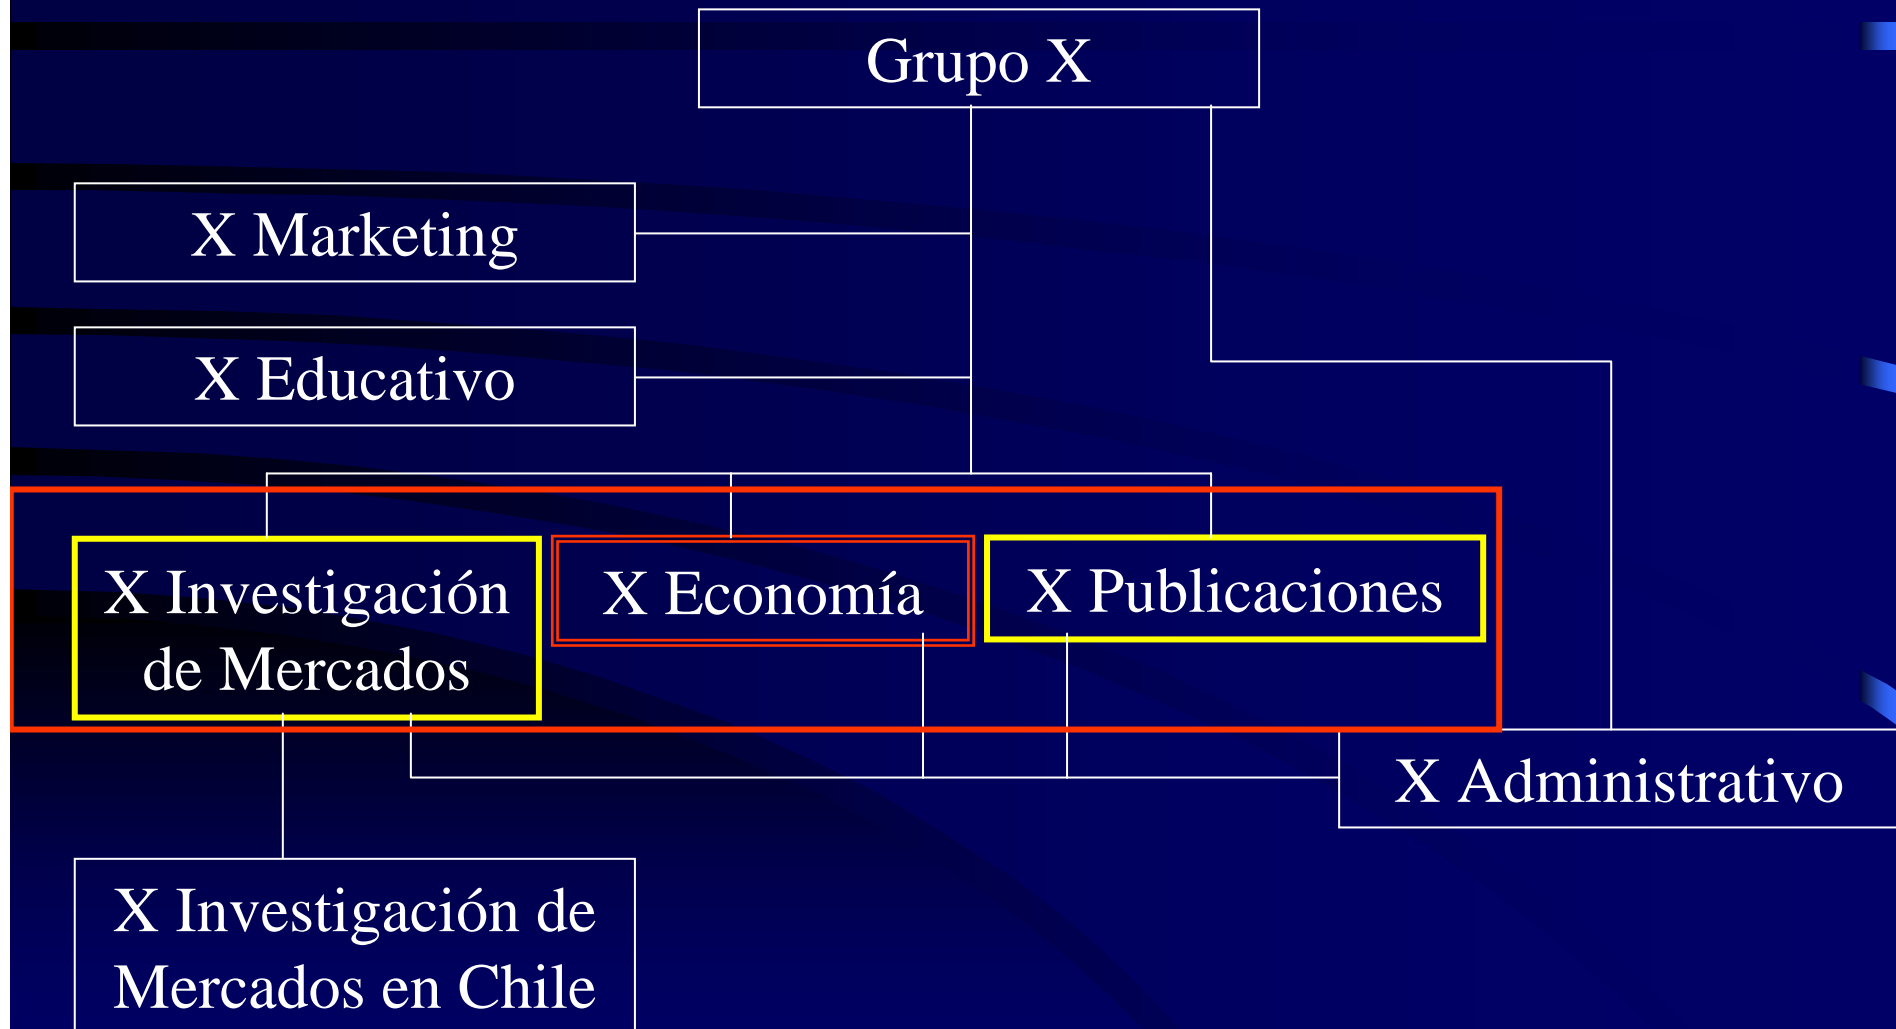 Grupo X
X Marketing
X Educativo
X Investigación
de Mercados
X Economía
X Publicaciones
X Administrativo
X Investigación de
Mercados en Chile